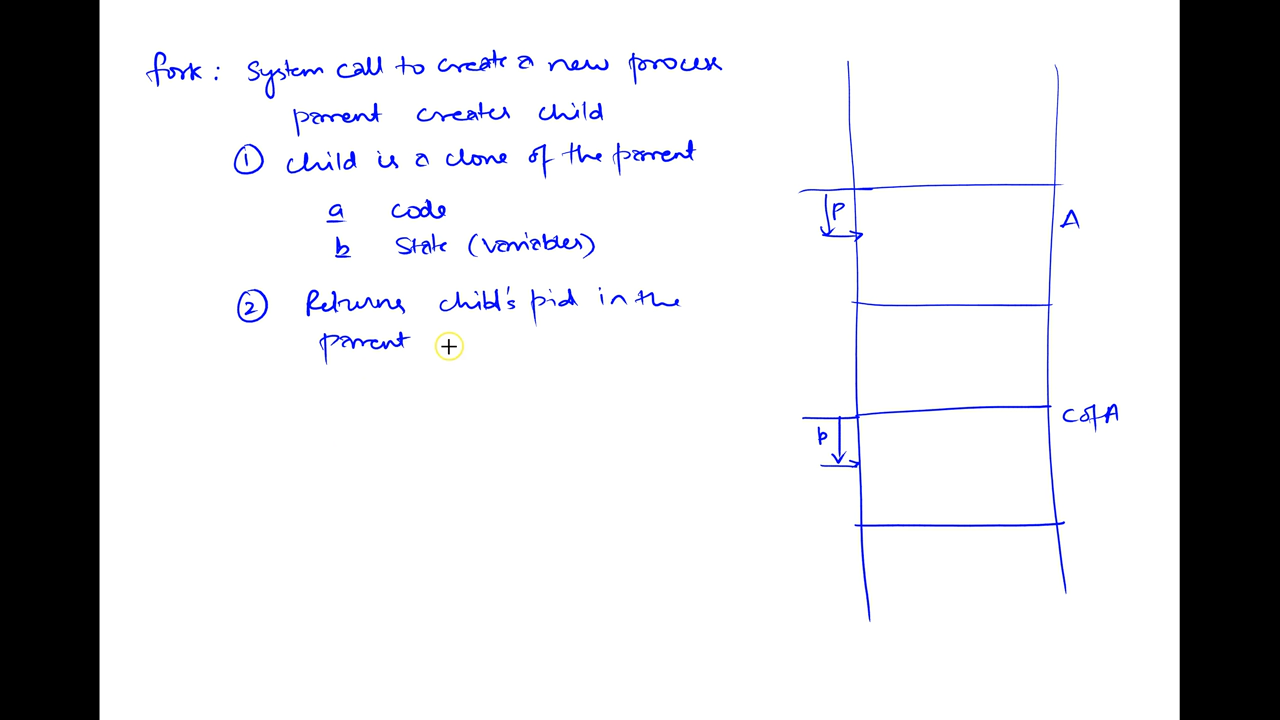 fork: System call to create a new process
parent creates child
① child is a clone of the parent
a code
b State (variables)
② Returns child's pid in the
parent
P
A
C of A
p